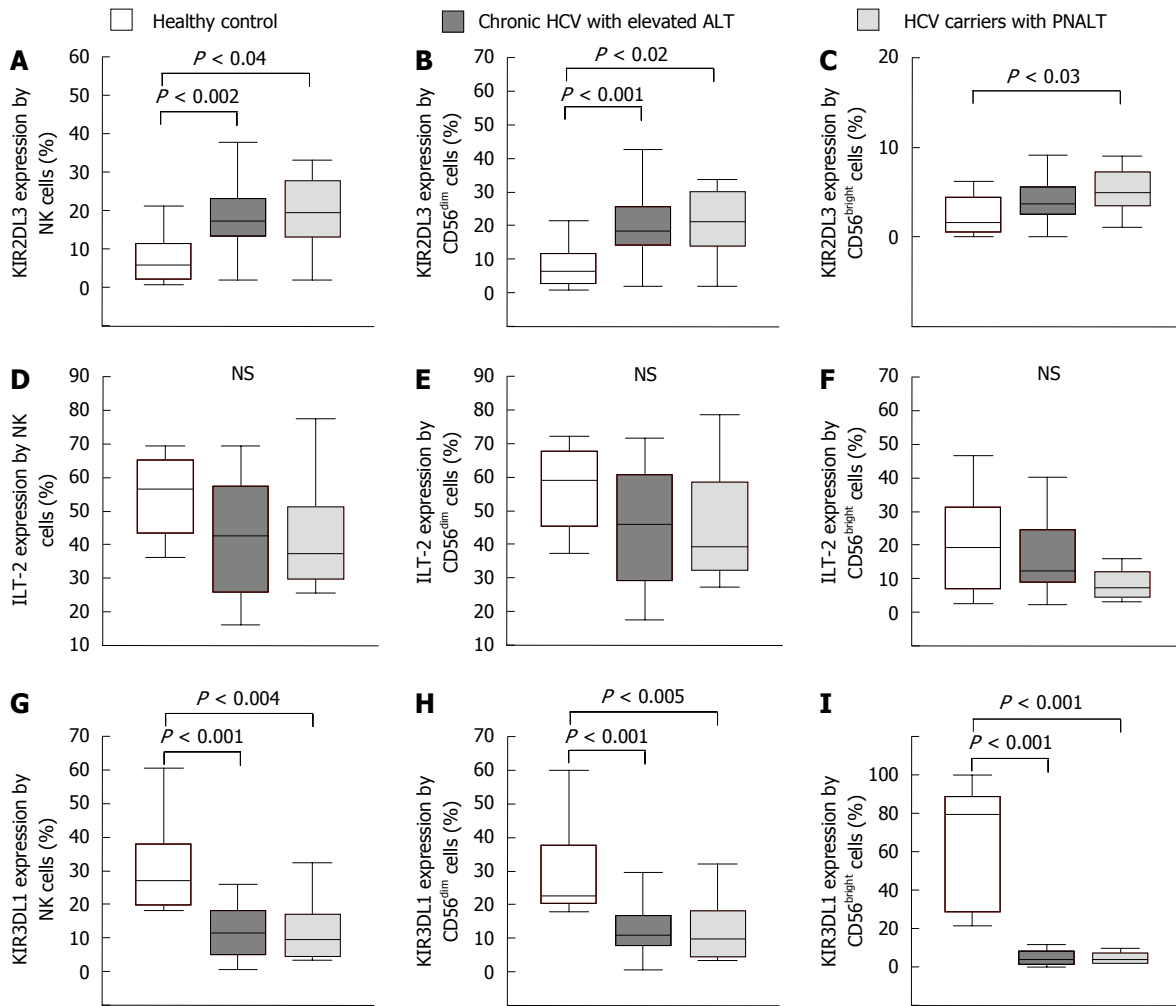 Healthy control
Chronic HCV with elevated ALT
HCV carriers with PNALT
A
KIR2DL3 expression by
NK cells (%)
60
50
40
30
20
10
0
P < 0.04
P < 0.002
B
KIR2DL3 expression by
CD56dim cells (%)
70
60
50
40
30
20
10
0
P < 0.02
P < 0.001
C
KIR2DL3 expression by
CD56bright cells (%)
20
10
0
P < 0.03
D
ILT-2 expression by NK
cells (%)
90
80
70
60
50
40
30
20
10
NS
E
ILT-2 expression by
CD56dim cells (%)
90
80
70
60
50
40
30
20
10
NS
F
ILT-2 expression by
CD56bright cells (%)
70
60
50
40
30
20
10
0
NS
G
KIR3DL1 expression by
NK cells (%)
70
60
50
40
30
20
10
0
P < 0.004
P < 0.001
H
KIR3DL1 expression by
CD56dim cells (%)
70
60
50
40
30
20
10
0
P < 0.005
P < 0.001
I
KIR3DL1 expression by
CD56bright cells (%)
100
80
60
40
20
0
P < 0.001
P < 0.001